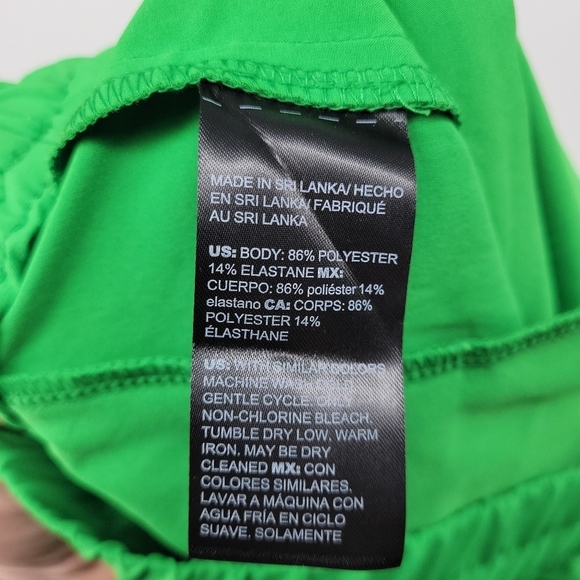 MADE IN SRI LANKA/ HECHO
EN SRI LANKA/ FABRIQUÉ
AU SRI LANKA
US: BODY: 86% POLYESTER
14% ELASTANE MX:
CUERPO: 86% poliéster 14%
elastano CA: CORPS: 86%
POLYESTER 14%
ÉLASTHANE
US: WITH SIMILAR COLORS
MACHINE WASH COLD
GENTLE CYCLE, ONLY
NON-CHLORINE BLEACH,
TUMBLE DRY LOW, WARM
IRON, MAY BE DRY
CLEANED MX: CON
COLORES SIMILARES,
LAVAR A MÁQUINA CON
AGUA FRÍA EN CICLO
SUAVE, SOLAMENTE